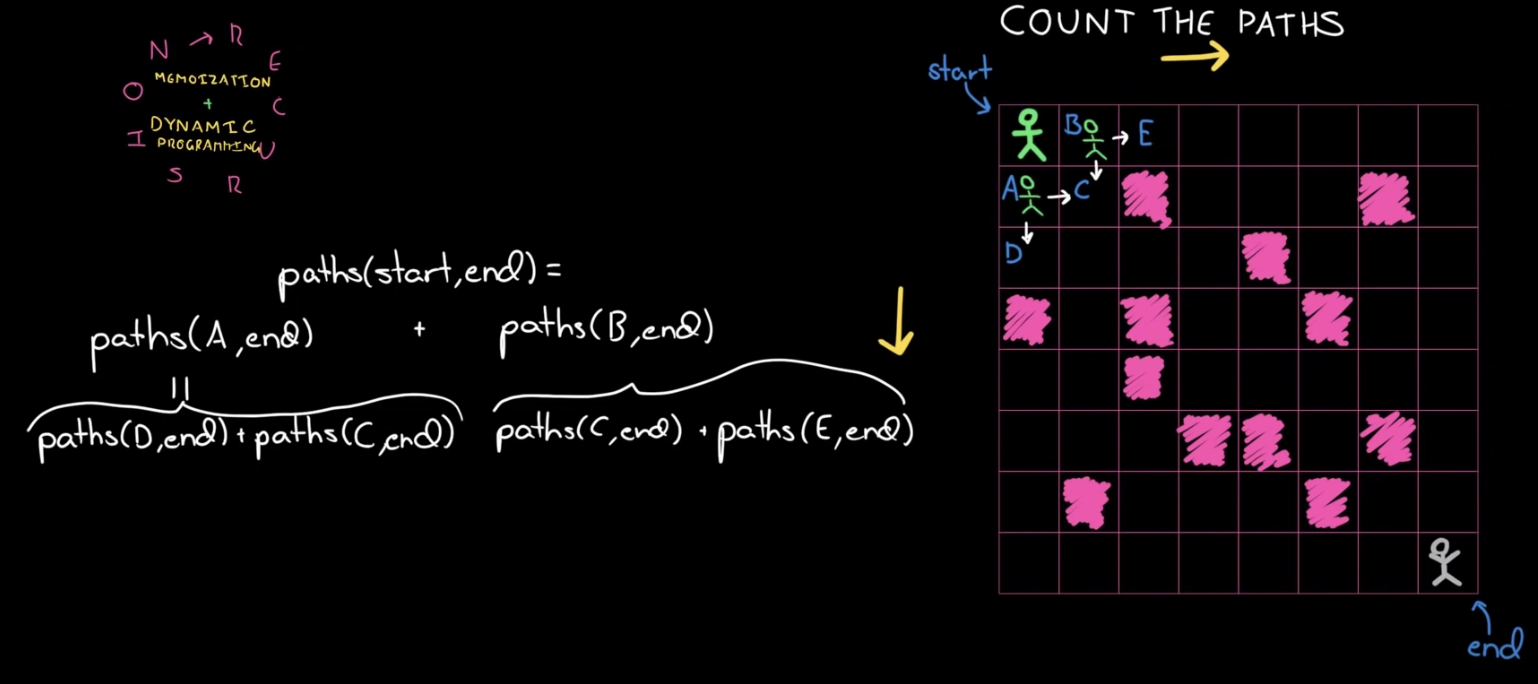 COUNT THE PATHS
N → R E C U R S I O
MEMOIZATION
+
DYNAMIC
PROGRAMMING
start
B → E
A → C
D
paths(start,end) =
paths(A,end) + paths(B,end)
||
paths(D,end) + paths(C,end) paths(C,end) + paths(E,end)
end